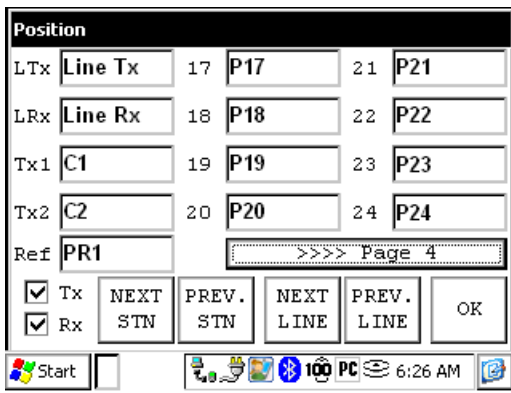 Position
LTx Line Tx 17 P17 21 P21
LRx Line Rx 18 P18 22 P22
Tx1 C1 19 P19 23 P23
Tx2 C2 20 P20 24 P24
Ref PR1 >>>> Page 4
Tx NEXT PREV. NEXT PREV. OK
Rx STN STN LINE LINE
Start 100 PC 6:26 AM